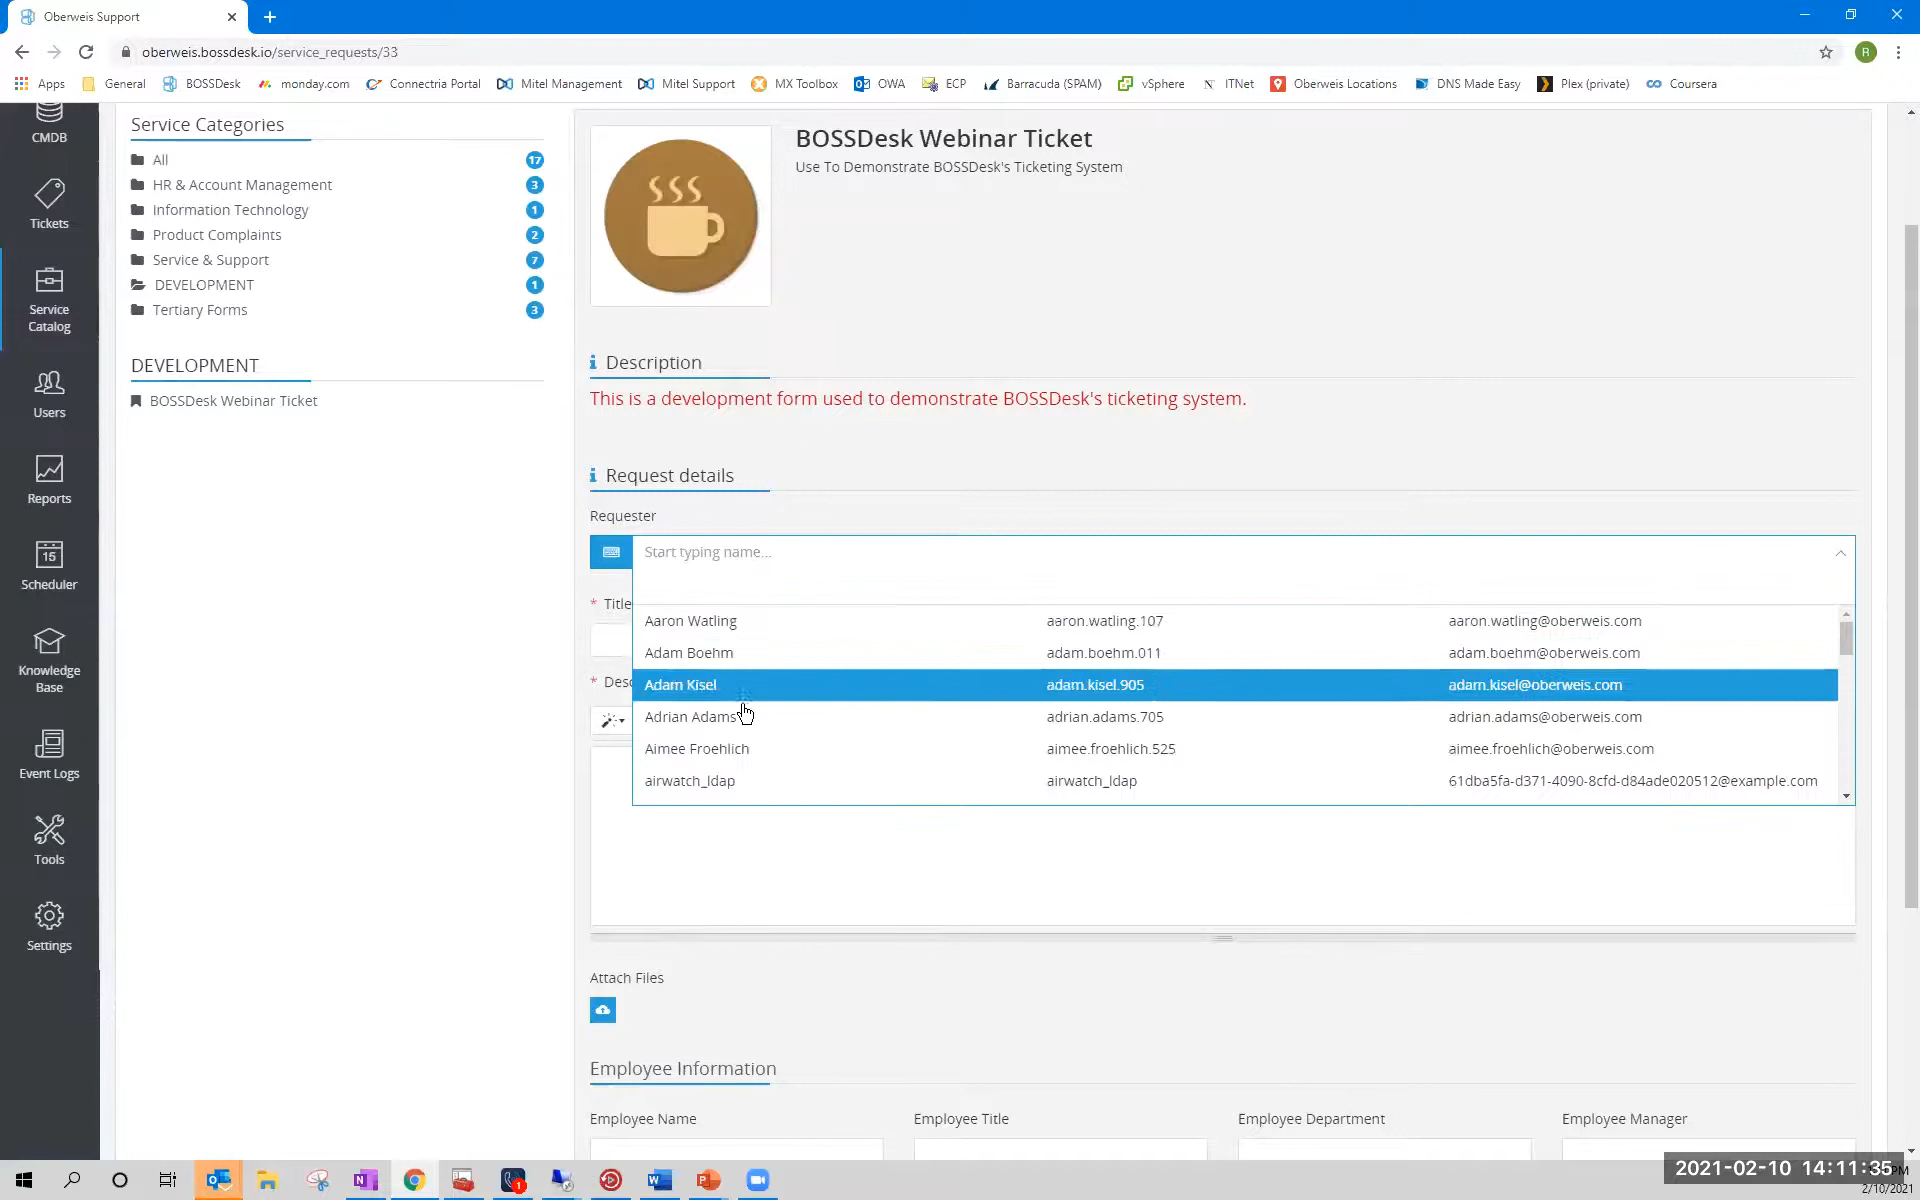 Oberweis Support
oberweis.bossdesk.io/service_requests/33
R
Apps General BOSSDesk monday.com Connectria Portal Mitel Management Mitel Support MX Toolbox OWA ECP Barracuda (SPAM) vSphere ITNet Oberweis Locations DNS Made Easy Plex (private) Coursera
CMDB
Tickets
Service
Catalog
Users
Reports
15
Scheduler
Knowledge
Base
Event Logs
Tools
Settings
Service Categories
All 17
HR & Account Management 3
Information Technology 1
Product Complaints 2
Service & Support 7
DEVELOPMENT 1
Tertiary Forms 3
DEVELOPMENT
BOSSDesk Webinar Ticket
BOSSDesk Webinar Ticket
Use To Demonstrate BOSSDesk's Ticketing System
Description
This is a development form used to demonstrate BOSSDesk's ticketing system.
Request details
Requester
Start typing name...
* Title
Aaron Watling aaron.watling.107 aaron.watling@oberweis.com
Adam Boehm adam.boehm.011 adam.boehm@oberweis.com
* Desc
Adam Kisel adam.kisel.905 adam.kisel@oberweis.com
Adrian Adams adrian.adams.705 adrian.adams@oberweis.com
Aimee Froehlich aimee.froehlich.525 aimee.froehlich@oberweis.com
airwatch_ldap airwatch_ldap 61dba5fa-d371-4090-8cfd-d84ade020512@example.com
Attach Files
Employee Information
Employee Name Employee Title Employee Department Employee Manager
2021-02-10 14:11:35
PM
2/10/2021